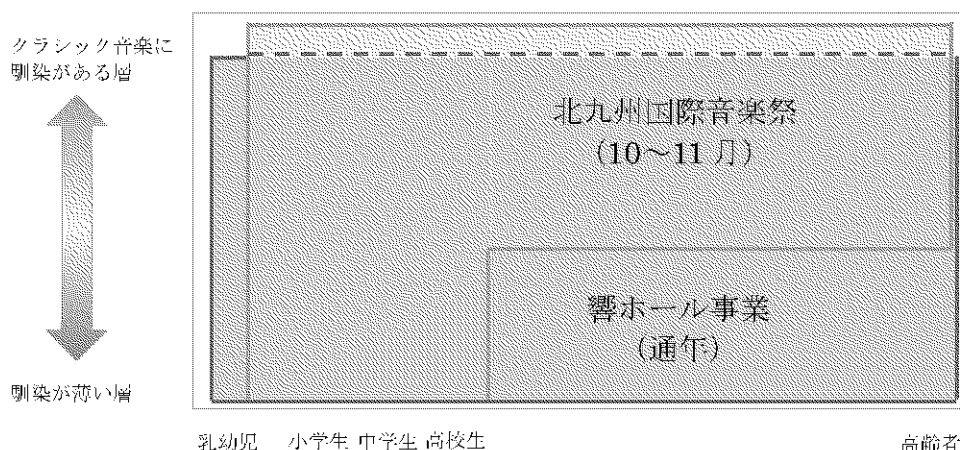 クラシック音楽に
馴染がある層
北九州国際音楽祭
(10～11 月)
響ホール事業
(通年)
馴染が薄い層
乳幼児 小学生 中学生 高校生 高齢者